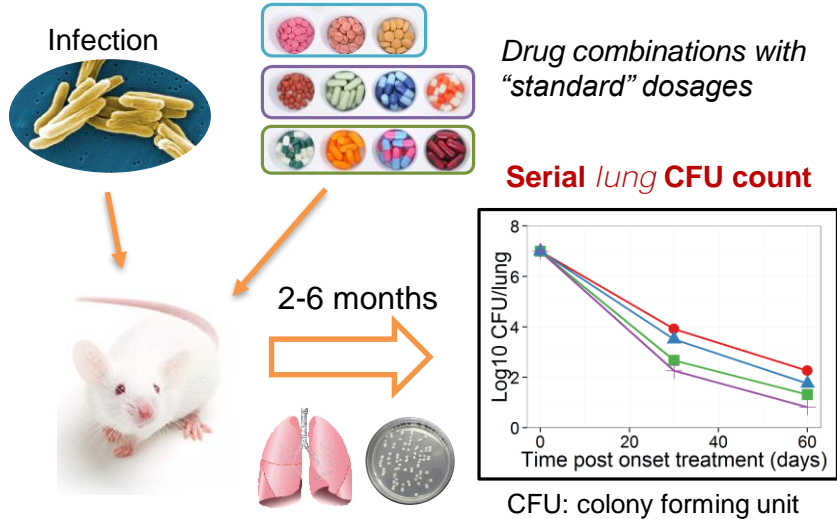 Infection
Drug combinations with
“standard” dosages
Serial lung CFU count
2-6 months
Log10 CFU/lung
8
6
4
2
0
0
20
40
60
Time post onset treatment (days)
CFU: colony forming unit